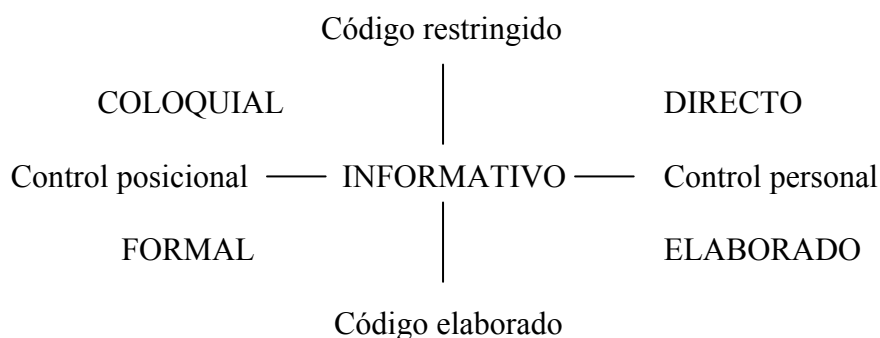 Código restringido
COLOQUIAL DIRECTO
Control posicional INFORMATIVO Control personal
FORMAL ELABORADO
Código elaborado